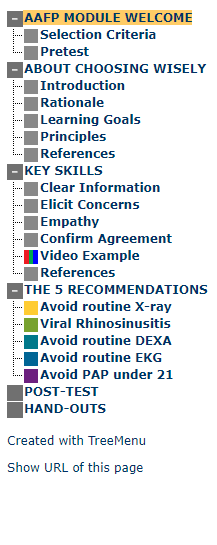 AAFP MODULE WELCOME
Selection Criteria
Pretest
ABOUT CHOOSING WISELY
Introduction
Rationale
Learning Goals
Principles
References
KEY SKILLS
Clear Information
Elicit Concerns
Empathy
Confirm Agreement
Video Example
References
THE 5 RECOMMENDATIONS
Avoid routine X-ray
Viral Rhinosusitis
Avoid routine DEXA
Avoid routine EKG
Avoid PAP under 21
POST-TEST
HAND-OUTS
Created with TreeMenu
Show URL of this page